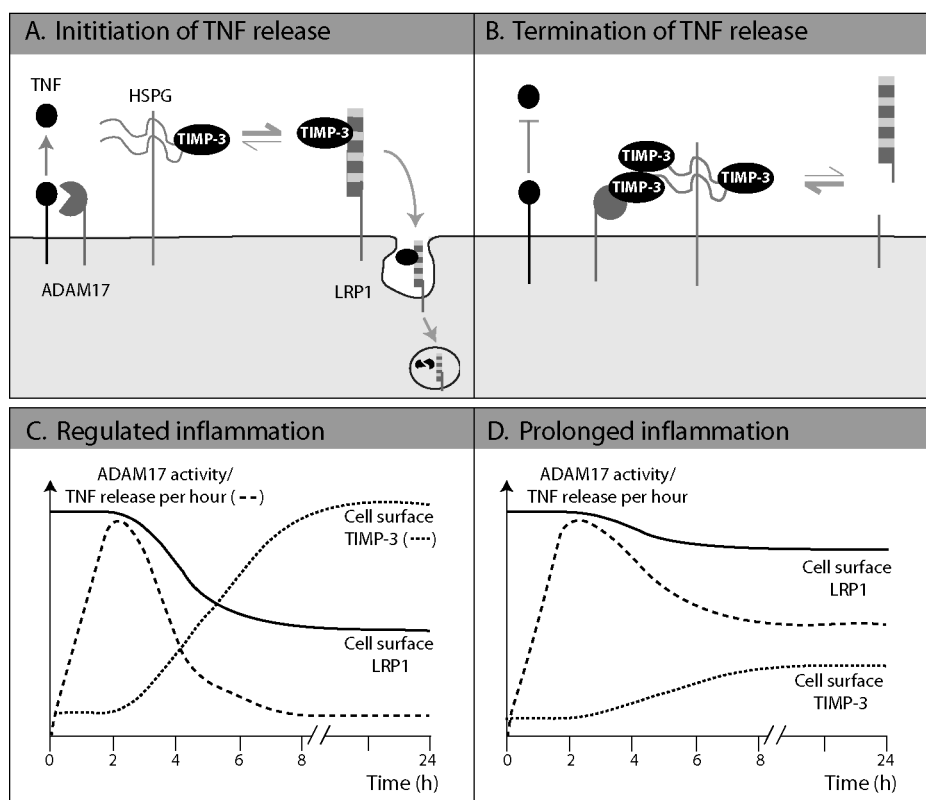 A. Inititiation of TNF release
TNF
HSPG
TIMP-3
TIMP-3
ADAM17
LRP1
B. Termination of TNF release
TIMP-3
TIMP-3
TIMP-3
C. Regulated inflammation
ADAM17 activity/
TNF release per hour (--)
Cell surface
TIMP-3 (----)
Cell surface
LRP1
0
2
4
6
8
24
Time (h)
D. Prolonged inflammation
ADAM17 activity/
TNF release per hour
Cell surface
LRP1
Cell surface
TIMP-3
0
2
4
6
8
24
Time (h)